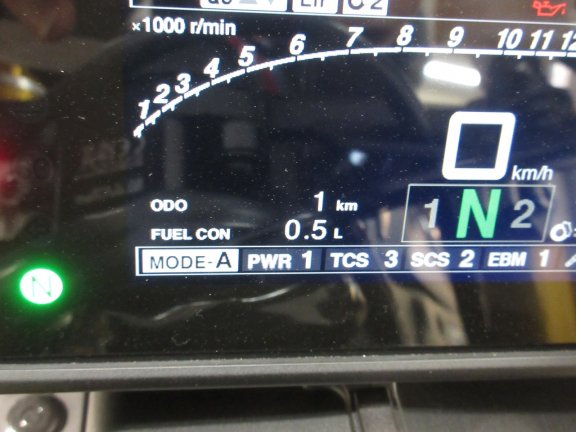 ×1000 r/min
1 2 3 4 5 6 7 8 9 10 11 12
0 km/h
ODO 1 km
1 N 2
FUEL CON 0.5 L
MODE-A PWR 1 TCS 3 SCS 2 EBM 1
N